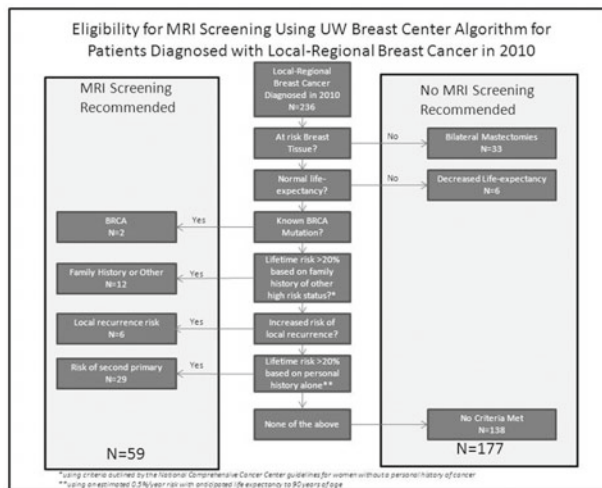 Eligibility for MRI Screening Using UW Breast Center Algorithm for
Patients Diagnosed with Local-Regional Breast Cancer in 2010
MRI Screening
Recommended
Local-Regional
Breast Cancer
Diagnosed in 2010
N=236
No MRI Screening
Recommended
At risk Breast
Tissue?
No
Bilateral Mastectomies
N=33
Normal life-
expectancy?
No
Decreased Life-expectancy
N=6
BRCA
N=2
Yes
Known BRCA
Mutation?
Family History or Other
N=12
Yes
Lifetime risk >20%
based on family
history of other
high risk status?*
Local recurrence risk
N=6
Yes
Increased risk of
local recurrence?
Risk of second primary
N=29
Yes
Lifetime risk >20%
based on personal
history alone**
None of the above
No Criteria Met
N=138
N=59
N=177
*using criteria outlined by the National Comprehensive Cancer Center guidelines for women without a personal history of cancer
**using an estimated 0.5%/year risk with anticipated life expectancy to 90 years of age